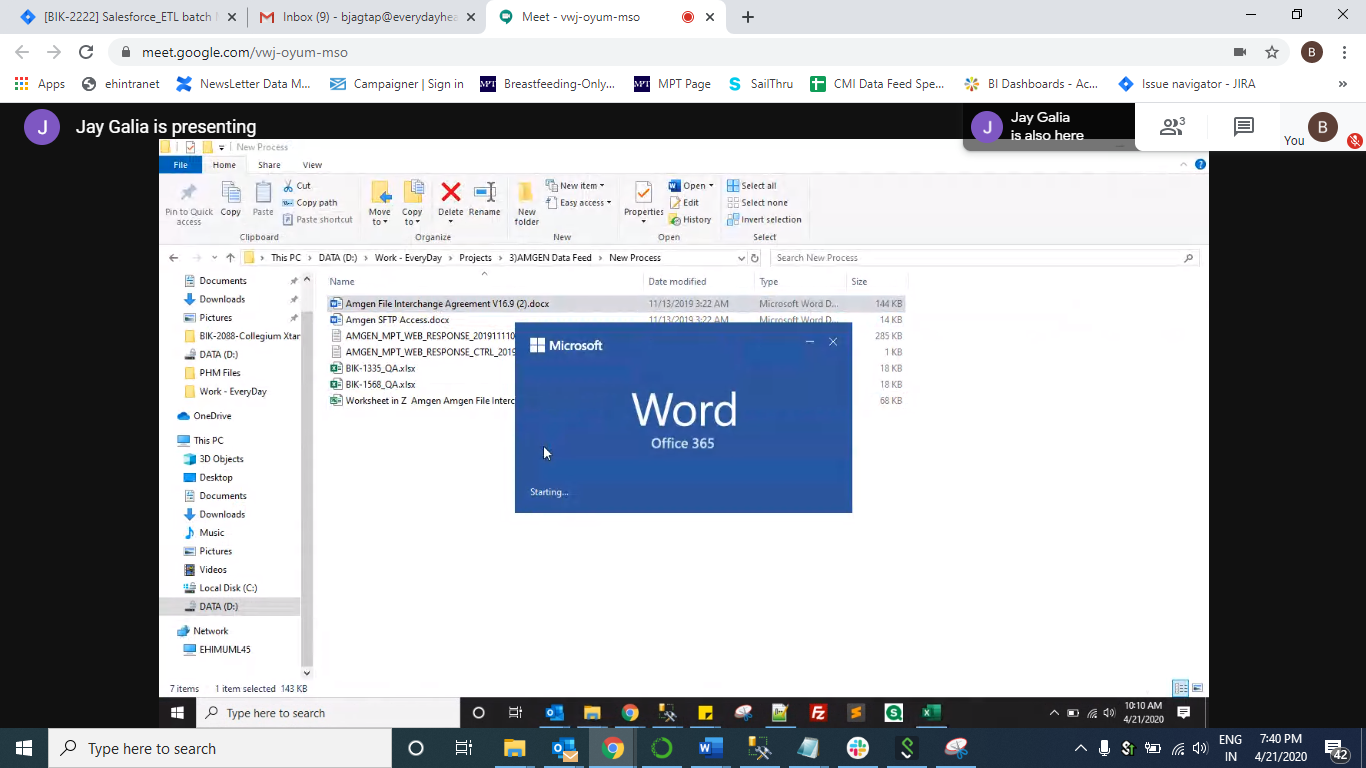 [BIK-2222] Salesforce_ETL batch
Inbox (9) - bjagtap@everydayhea
Meet - vwj-oyum-mso
meet.google.com/vwj-oyum-mso
B
Apps
ehintranet
NewsLetter Data M...
Campaigner | Sign in
MPT
Breastfeeding-Only...
MPT
MPT Page
SailThru
CMI Data Feed Spe...
BI Dashboards - Ac...
Issue navigator - JIRA
»
J
Jay Galia is presenting
J
Jay Galia
is also here
3
You
B
New Process
File
Home
Share
View
Pin to Quick
access
Copy
Paste
Cut
Copy path
Paste shortcut
Clipboard
Move
to
Copy
to
Delete
Rename
Organize
New
folder
New item
Easy access
New
Properties
Open
Edit
History
Open
Select all
Select none
Invert selection
Select
This PC > DATA (D:) > Work - EveryDay > Projects > 3)AMGEN Data Feed > New Process
Search New Process
Name
Date modified
Type
Size
Documents
Downloads
Pictures
BIK-2088-Collegium Xtar
DATA (D:)
PHM Files
Work - EveryDay
OneDrive
This PC
3D Objects
Desktop
Documents
Downloads
Music
Pictures
Videos
Local Disk (C:)
DATA (D:)
Network
EHIMUML45
Amgen File Interchange Agreement V16.9 (2).docx 11/13/2019 3:22 AM Microsoft Word D... 144 KB
Amgen SFTP Access.docx 11/13/2019 3:22 AM Microsoft Word D... 14 KB
AMGEN_MPT_WEB_RESPONSE_201911110 285 KB
AMGEN_MPT_WEB_RESPONSE_CTRL_2019 1 KB
BIK-1335_QA.xlsx 18 KB
BIK-1568_QA.xlsx 18 KB
Worksheet in Z Amgen Amgen File Interc 68 KB
Microsoft
Word
Office 365
Starting...
7 items
1 item selected 143 KB
Type here to search
10:10 AM
4/21/2020
Type here to search
ENG
IN
7:40 PM
4/21/2020
42